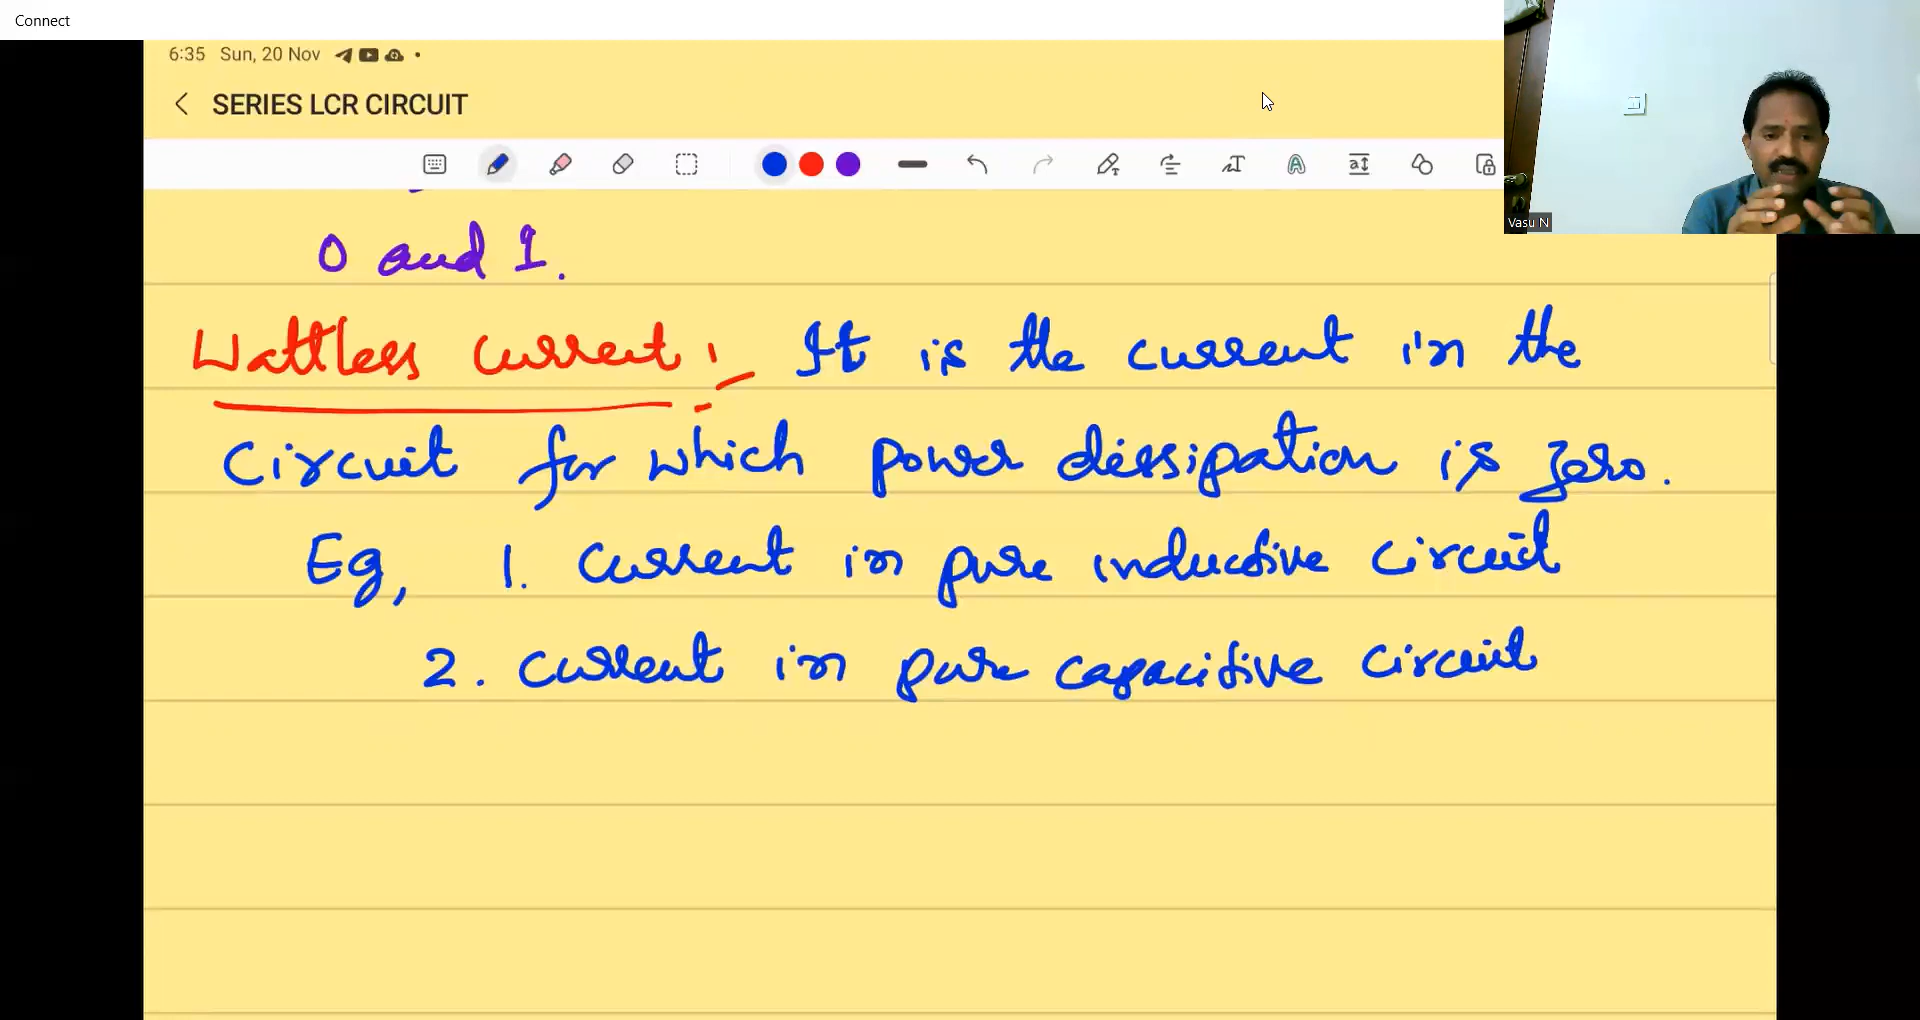 Connect
6:35 Sun, 20 Nov
SERIES LCR CIRCUIT
Vasu N
0 and 1.
Wattless current :- It is the current in the
circuit for which power dissipation is zero.
Eg, 1. Current in pure inductive circuit
2. Current in pure capacitive circuit